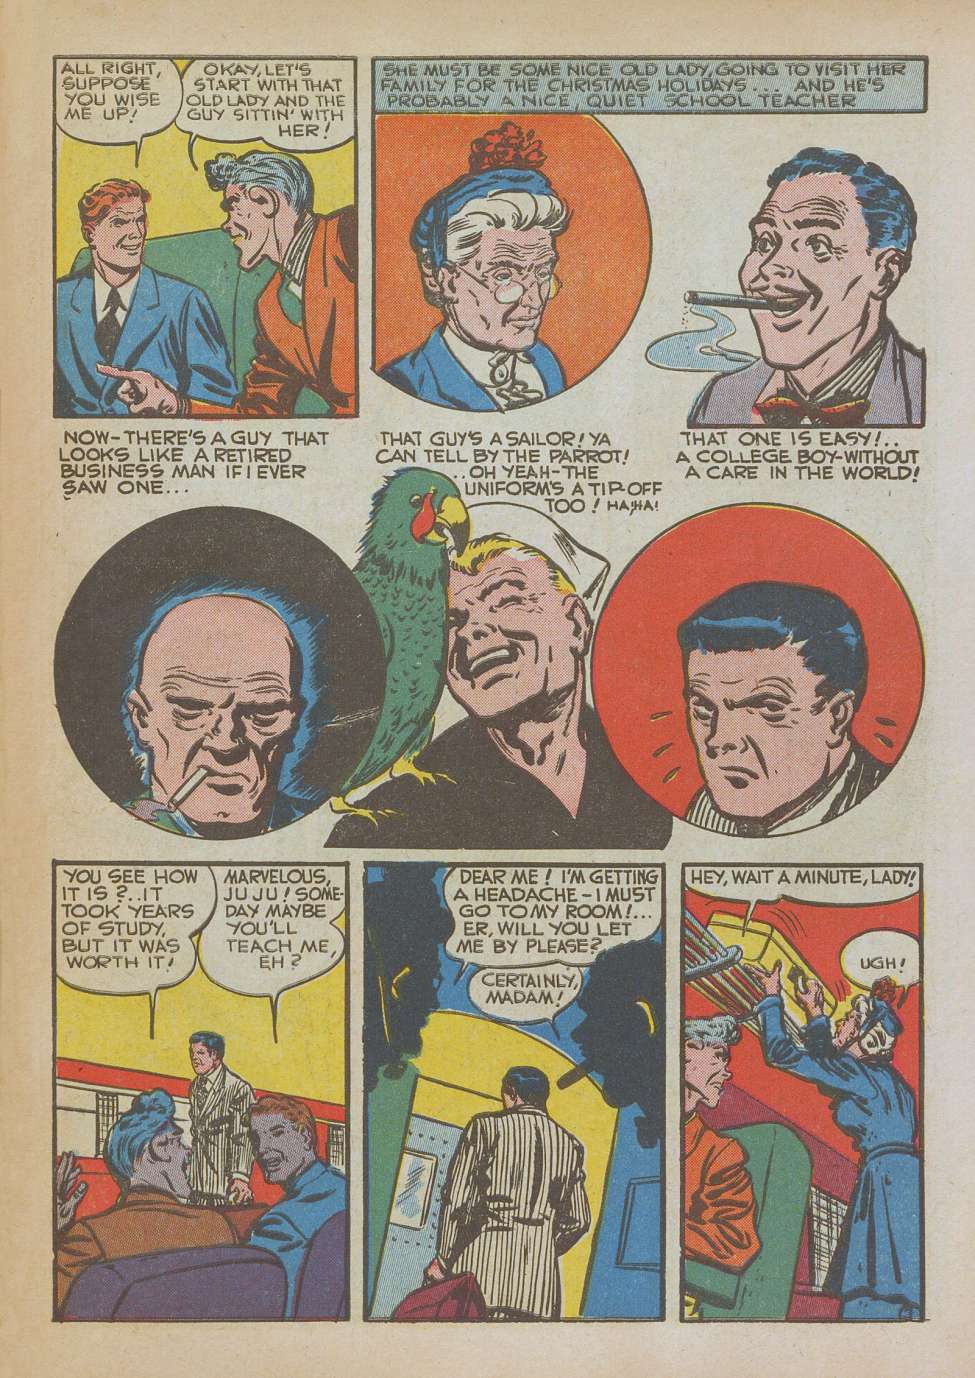 ALL RIGHT,
SUPPOSE
YOU WISE
ME UP!
OKAY, LET'S
START WITH THAT
OLD LADY AND THE
GUY SITTIN' WITH
HER!
SHE MUST BE SOME NICE OLD LADY, GOING TO VISIT HER
FAMILY FOR THE CHRISTMAS HOLIDAYS... AND HE'S
PROBABLY A NICE, QUIET SCHOOL TEACHER
NOW-THERE'S A GUY THAT
LOOKS LIKE A RETIRED
BUSINESS MAN IF I EVER
SAW ONE...
THAT GUY'S A SAILOR! YA
CAN TELL BY THE PARROT!
..OH YEAH-THE
UNIFORM'S A TIP-OFF
TOO! HA,HA!
THAT ONE IS EASY!..
A COLLEGE BOY-WITHOUT
A CARE IN THE WORLD!
YOU SEE HOW
IT IS?..IT
TOOK YEARS
OF STUDY,
BUT IT WAS
WORTH IT!
MARVELOUS,
JU JU! SOME-
DAY MAYBE
YOU'LL
TEACH ME,
EH?
DEAR ME! I'M GETTING
A HEADACHE-I MUST
GO TO MY ROOM!...
ER, WILL YOU LET
ME BY PLEASE?
CERTAINLY,
MADAM!
HEY, WAIT A MINUTE, LADY!
UGH!